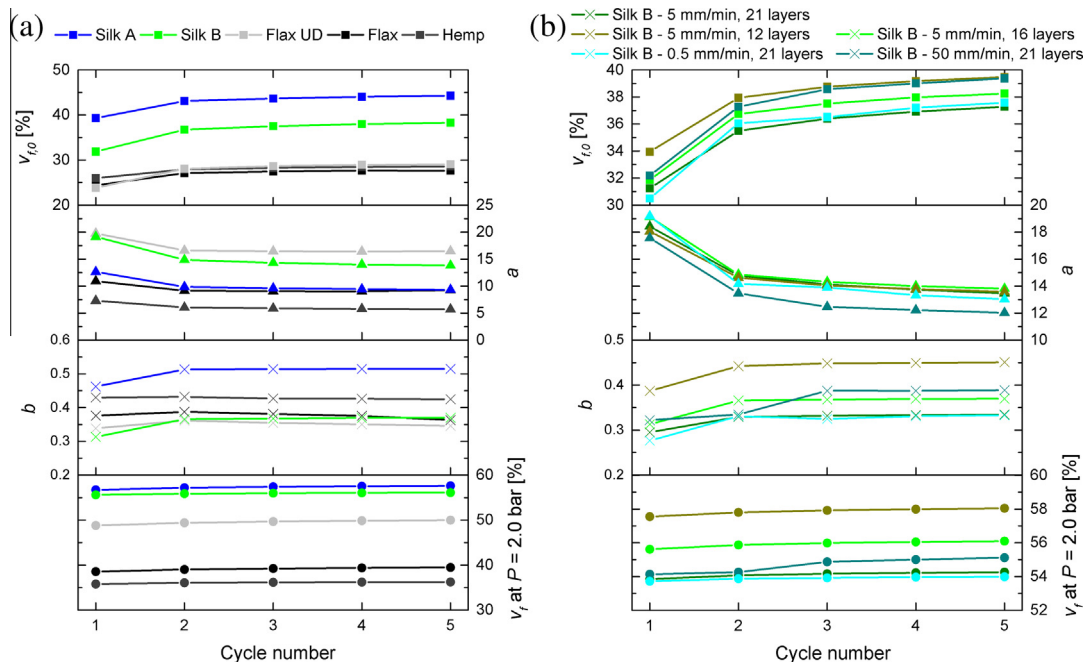 (a)
Silk A Silk B Flax UD Flax Hemp
50
40
30
20
v_f,0 [%]
25
20
15
10
5
0
a
0.6
0.5
0.4
0.3
0.2
b
60
50
40
30
v_f at P = 2.0 bar [%]
1 2 3 4 5
Cycle number
(b)
Silk B - 5 mm/min, 21 layers
Silk B - 5 mm/min, 12 layers Silk B - 5 mm/min, 16 layers
Silk B - 0.5 mm/min, 21 layers Silk B - 50 mm/min, 21 layers
40
38
36
34
32
30
v_f,0 [%]
20
18
16
14
12
10
a
0.5
0.4
0.3
0.2
b
60
58
56
54
52
v_f at P = 2.0 bar [%]
1 2 3 4 5
Cycle number